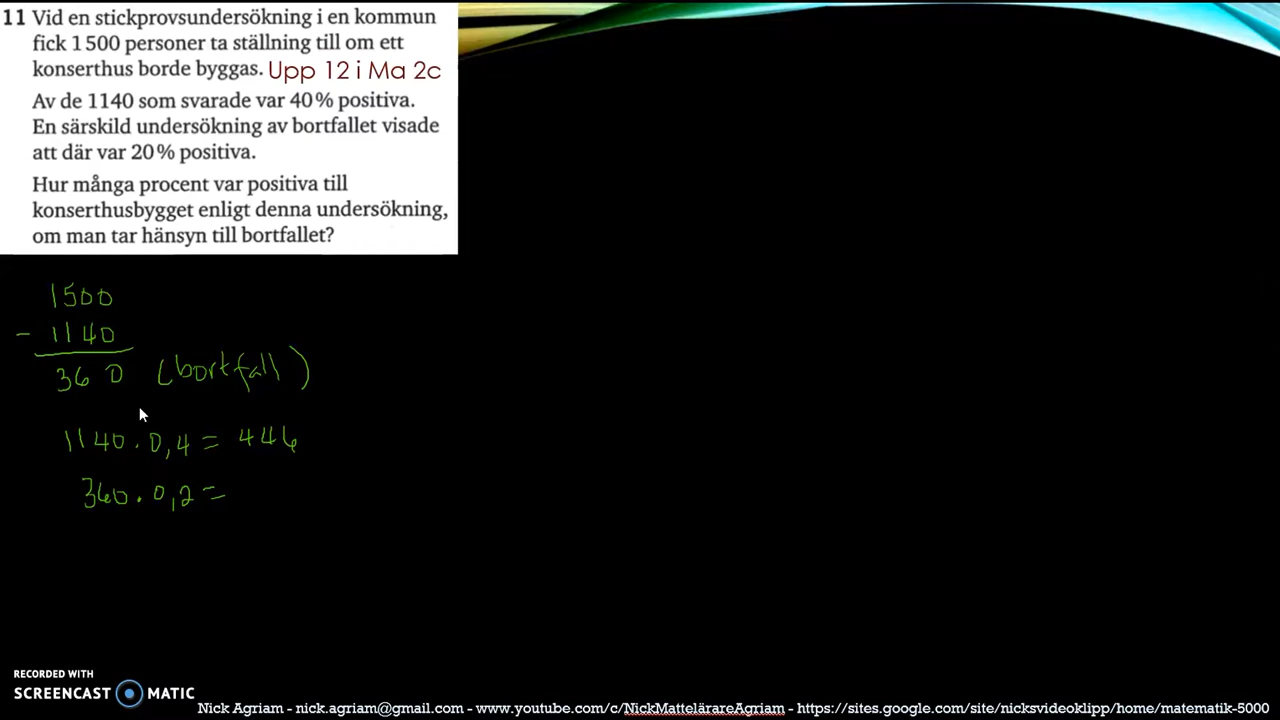 11 Vid en stickprovsundersökning i en kommun
fick 1 500 personer ta ställning till om ett
konserthus borde byggas. Upp 12 i Ma 2c
Av de 1140 som svarade var 40 % positiva.
En särskild undersökning av bortfallet visade
att där var 20 % positiva.
Hur många procent var positiva till
konserthusbygget enligt denna undersökning,
om man tar hänsyn till bortfallet?
1500
- 1140
360 (bortfall)
1140 · 0,4 = 446
360 · 0,2 =
RECORDED WITH
SCREENCAST MATIC
Nick Agriam - nick.agriam@gmail.com - www.youtube.com/c/NickMattelärareAgriam - https://sites.google.com/site/nicksvideoklipp/home/matematik-5000